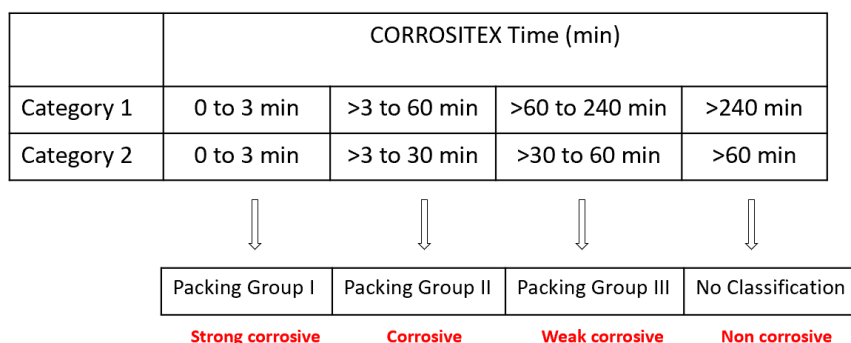 CORROSITEX Time (min)
Category 1 0 to 3 min >3 to 60 min >60 to 240 min >240 min
Category 2 0 to 3 min >3 to 30 min >30 to 60 min >60 min
Packing Group I Packing Group II Packing Group III No Classification
Strong corrosive Corrosive Weak corrosive Non corrosive